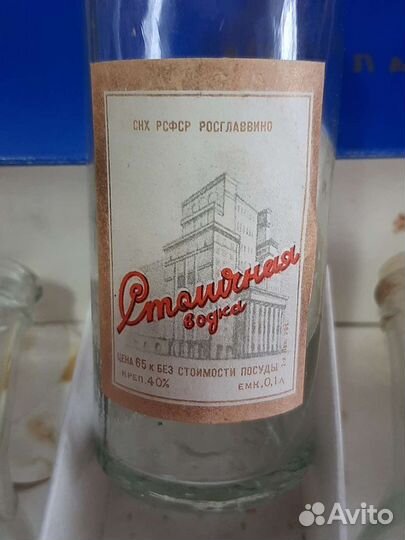 СНХ РСФСР РОСГЛАВВИНО
Столичная
водка
ЦЕНА 65 к БЕЗ СТОИМОСТИ ПОСУДЫ
КРЕП. 40% ЕМК. 0,1 л
Avito